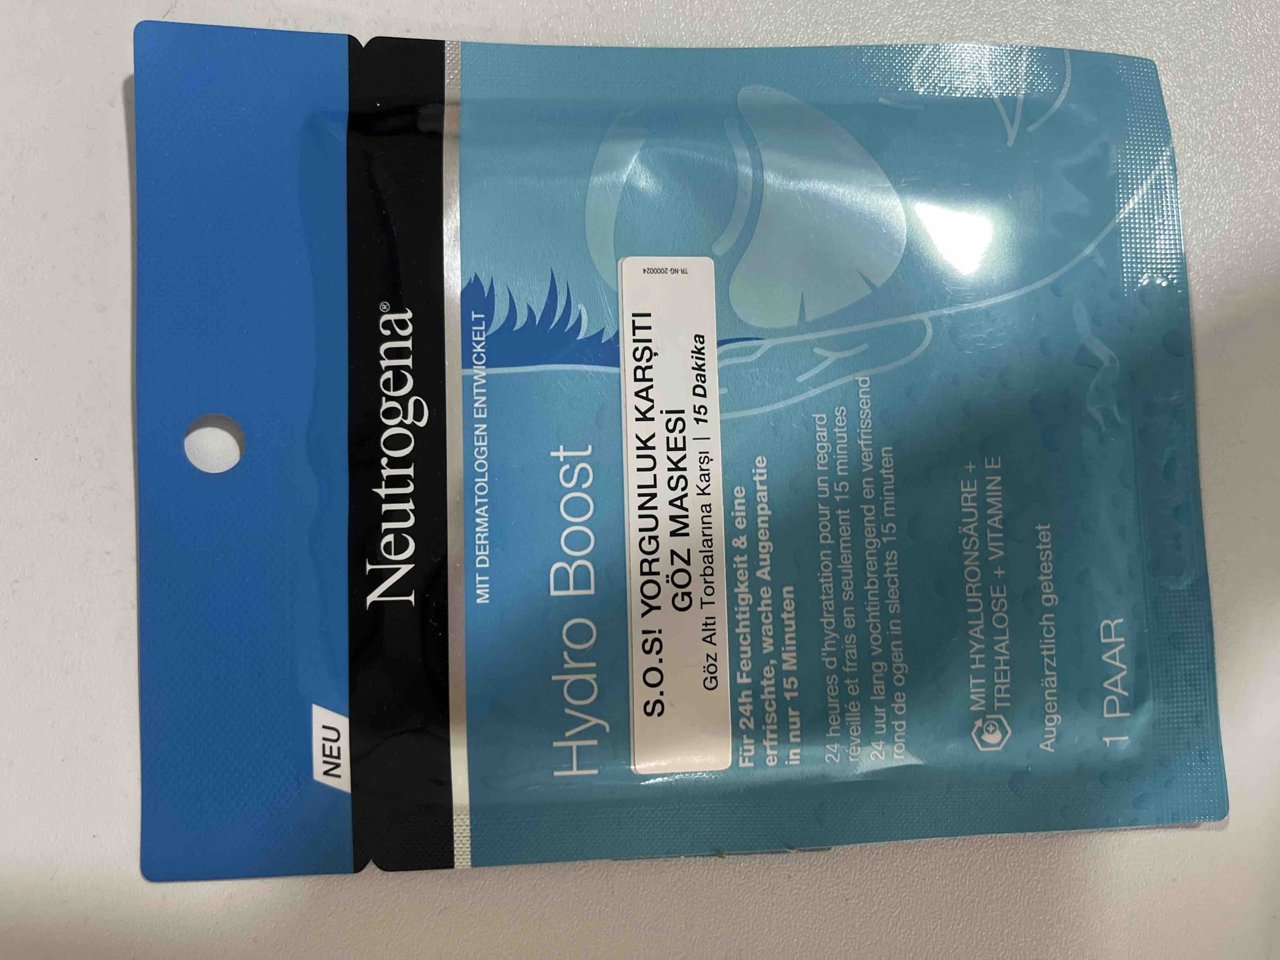 NEU
Neutrogena®
MIT DERMATOLOGEN ENTWICKELT
Hydro Boost
TR-NG-2000024
S.O.S! YORGUNLUK KARŞITI
GÖZ MASKESİ
Göz Altı Torbalarına Karşı | 15 Dakika
Für 24h Feuchtigkeit & eine
erfrischte, wache Augenpartie
in nur 15 Minuten
24 heures d'hydratation pour un regard
réveillé et frais en seulement 15 minutes
24 uur lang vochtinbrengend en verfrissend
rond de ogen in slechts 15 minuten
MIT HYALURONSÄURE +
TREHALOSE + VITAMIN E
Augenärztlich getestet
1 PAAR